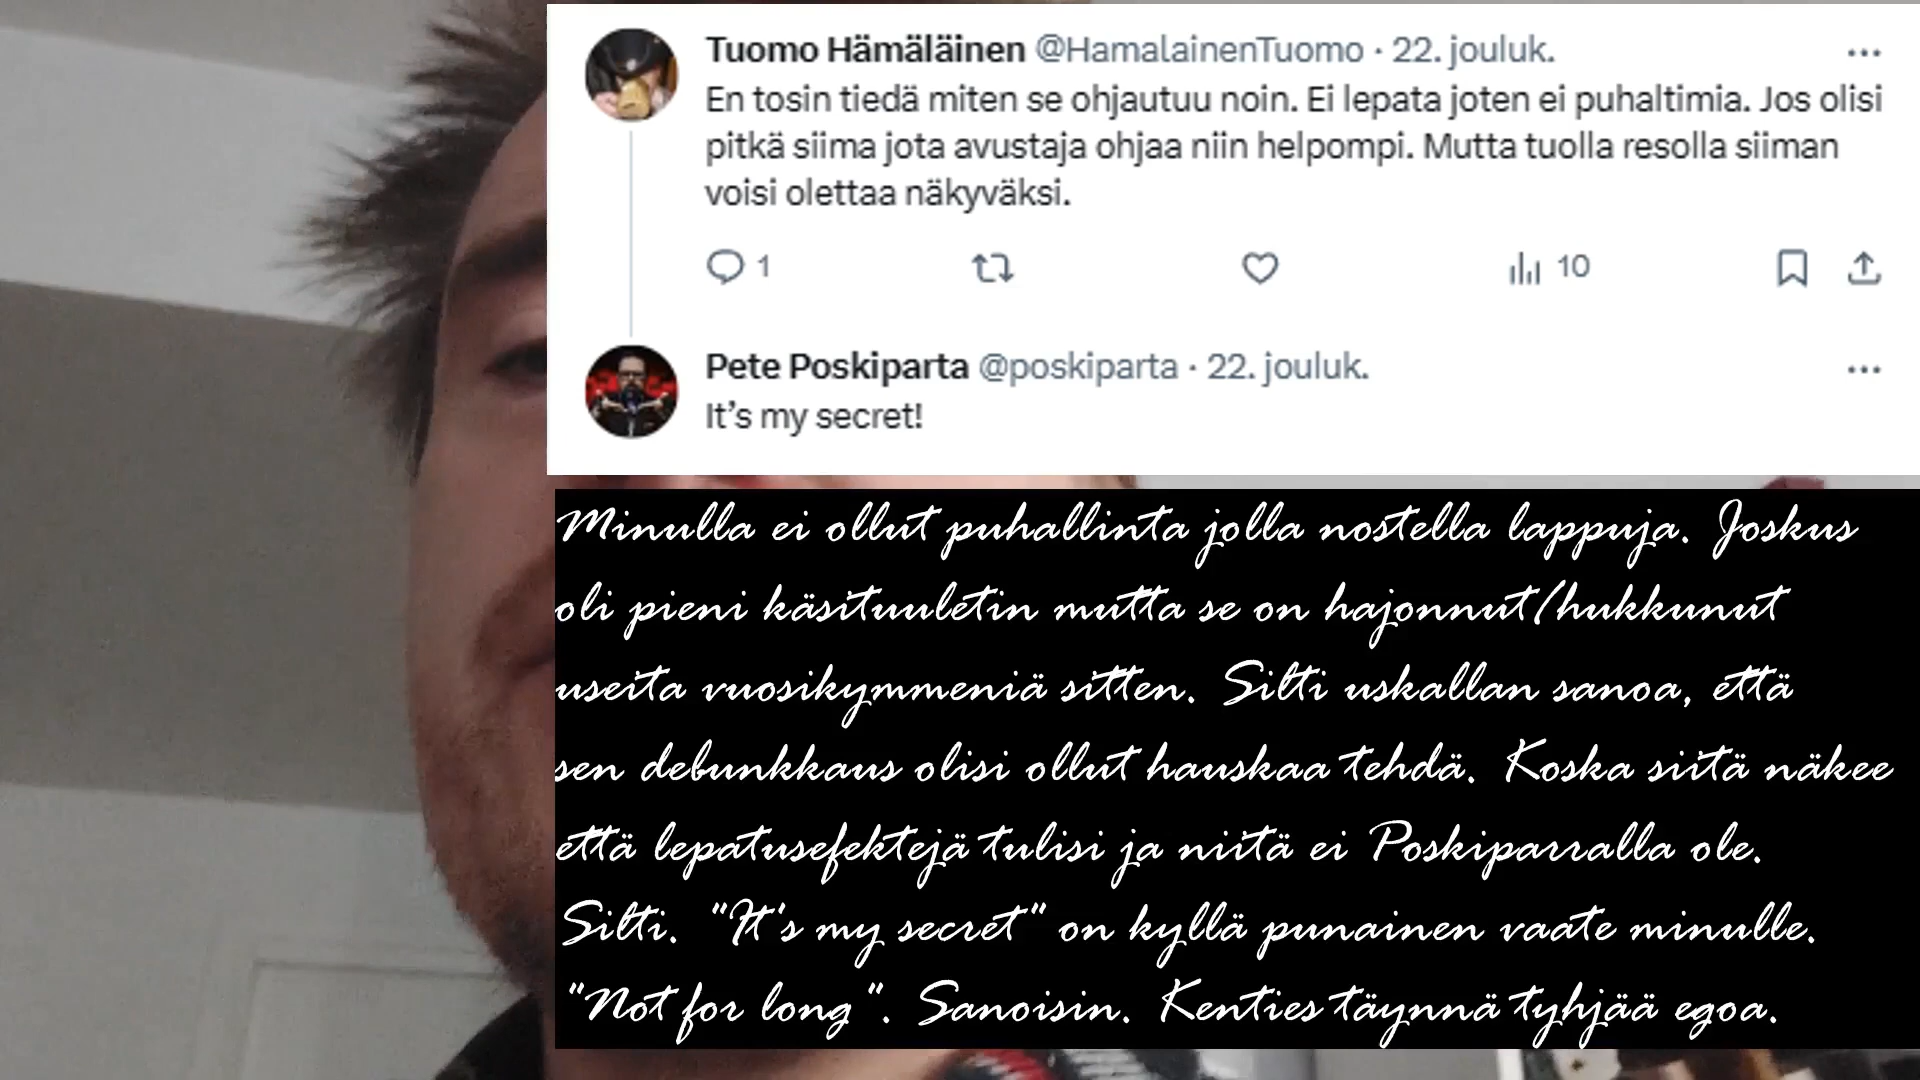 Tuomo Hämäläinen @HamalainenTuomo · 22. jouluk.
En tosin tiedä miten se ohjautuu noin. Ei lepata joten ei puhaltimia. Jos olisi
pitkä siima jota avustaja ohjaa niin helpompi. Mutta tuolla resolla siiman
voisi olettaa näkyväksi.
1 10
Pete Poskiparta @poskiparta · 22. jouluk.
It's my secret!
Minulla ei ollut puhallinta jolla nostella lappuja. Joskus
oli pieni käsituuletin mutta se on hajonnut/hukkunut
useita vuosikymmeniä sitten. Silti uskallan sanoa, että
sen debunkkaus olisi ollut hauskaa tehdä. Koska siitä näkee
että lepatusefektejä tulisi ja niitä ei Poskiparralla ole.
Silti. "It's my secret" on kyllä punainen vaate minulle.
"Not for long". Sanoisin. Kenties täynnä tyhjää egoa.